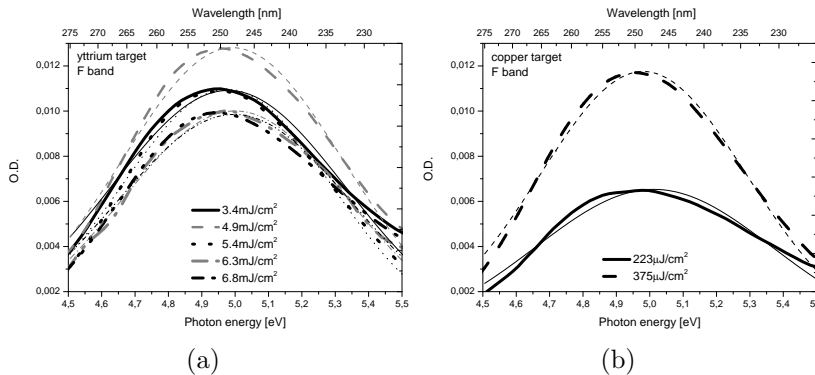 Wavelength [nm]
275 270 265 260 255 250 245 240 235 230
yttrium target
F band
0,012
0,010
0,008
0,006
0,004
0,002
O.D.
3.4mJ/cm²
4.9mJ/cm²
5.4mJ/cm²
6.3mJ/cm²
6.8mJ/cm²
4,5 4,6 4,7 4,8 4,9 5,0 5,1 5,2 5,3 5,4 5,5
Photon energy [eV]
(a)
Wavelength [nm]
275 270 265 260 255 250 245 240 235 230
copper target
F band
0,012
0,010
0,008
0,006
0,004
0,002
O.D.
223µJ/cm²
375µJ/cm²
4,5 4,6 4,7 4,8 4,9 5,0 5,1 5,2 5,3 5,4
Photon energy [eV]
(b)